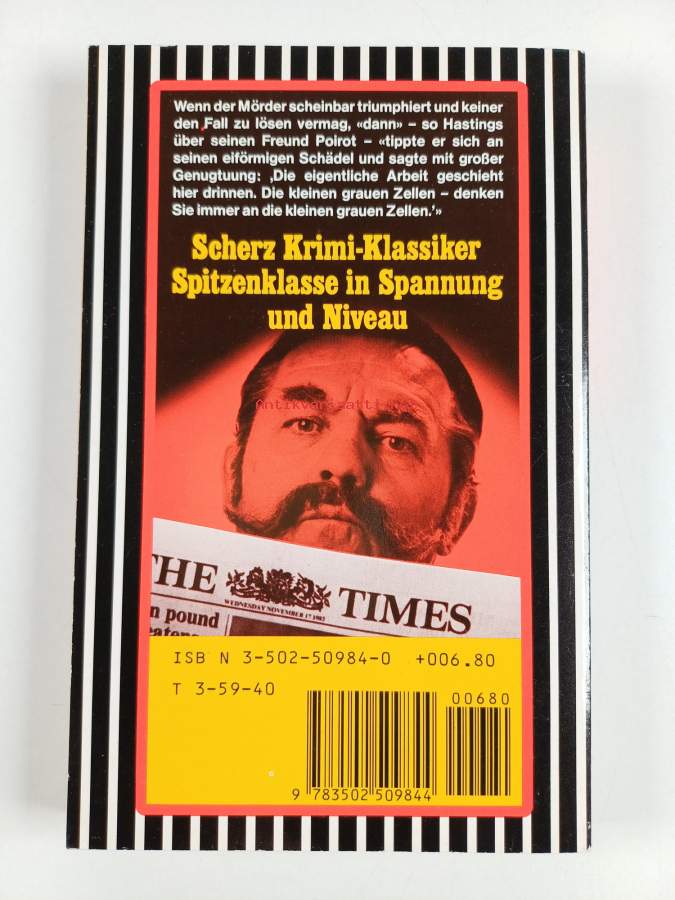 Wenn der Mörder scheinbar triumphiert und keiner
den Fall zu lösen vermag, «dann» – so Hastings
über seinen Freund Poirot – «tippte er sich an
seinen eiförmigen Schädel und sagte mit großer
Genugtuung: ‚Die eigentliche Arbeit geschieht
hier drinnen. Die kleinen grauen Zellen – denken
Sie immer an die kleinen grauen Zellen.'»
Scherz Krimi-Klassiker
Spitzenklasse in Spannung
und Niveau
THE TIMES
WEDNESDAY NOVEMBER 17 1982
n pound
ISB N 3-502-50984-0 +006.80
T 3-59-40
00680
9 783502 509844